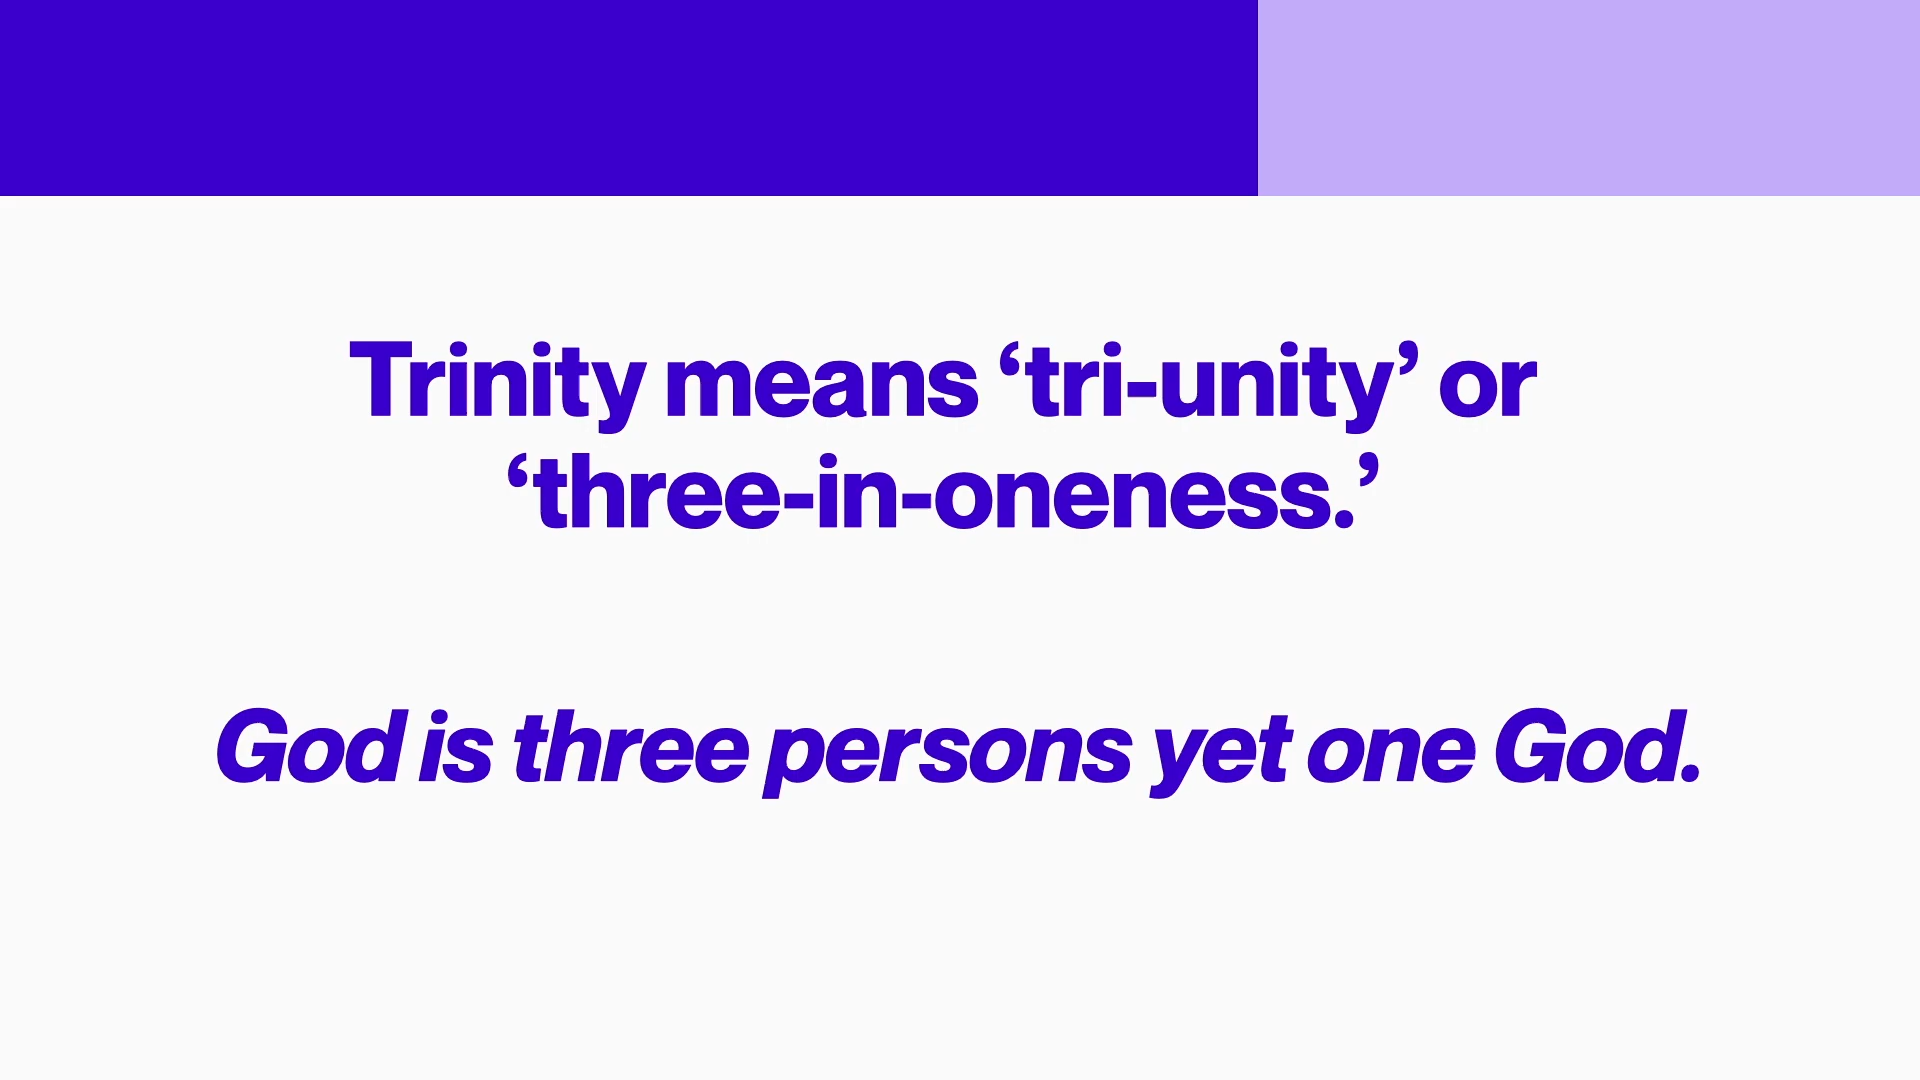 Trinity means ‘tri-unity’ or
‘three-in-oneness.’
God is three persons yet one God.